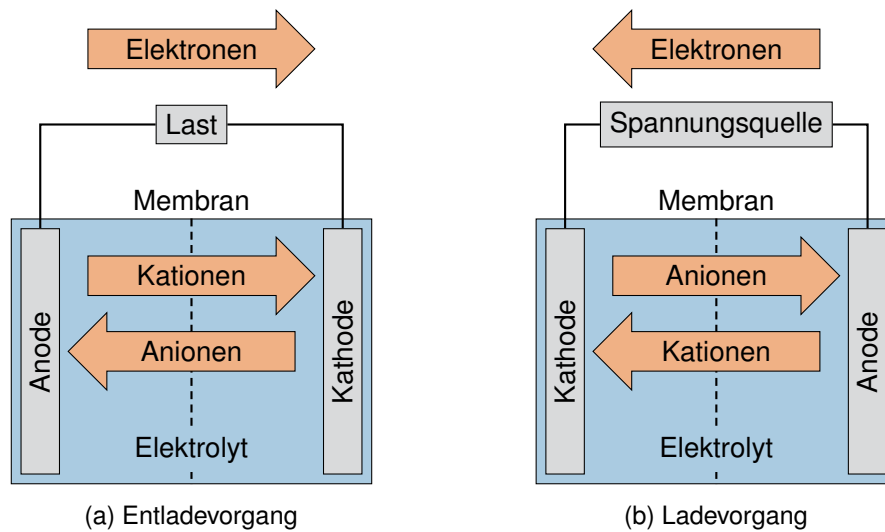 Elektronen
Last
Membran
Kationen
Anionen
Anode
Kathode
Elektrolyt
(a) Entladevorgang
Elektronen
Spannungsquelle
Membran
Anionen
Kationen
Kathode
Anode
Elektrolyt
(b) Ladevorgang